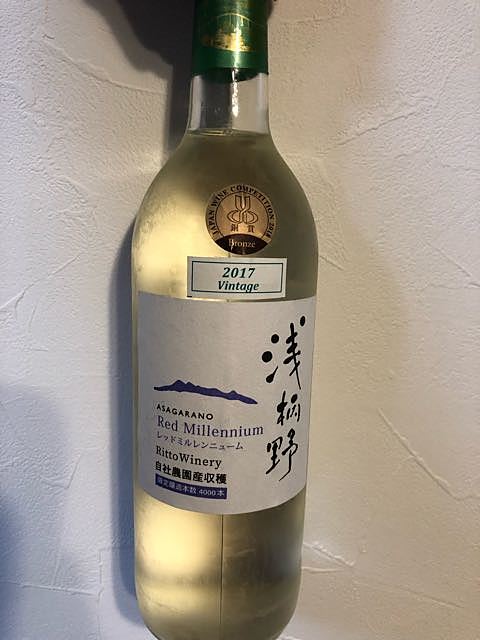 JAPAN WINE COMPETITION 2018
銅賞
Bronze
2017
Vintage
浅柄野
ASAGARANO
Red Millennium
レッドミルレンニューム
RittoWinery
自社農園産収穫
限定醸造本数 4000本